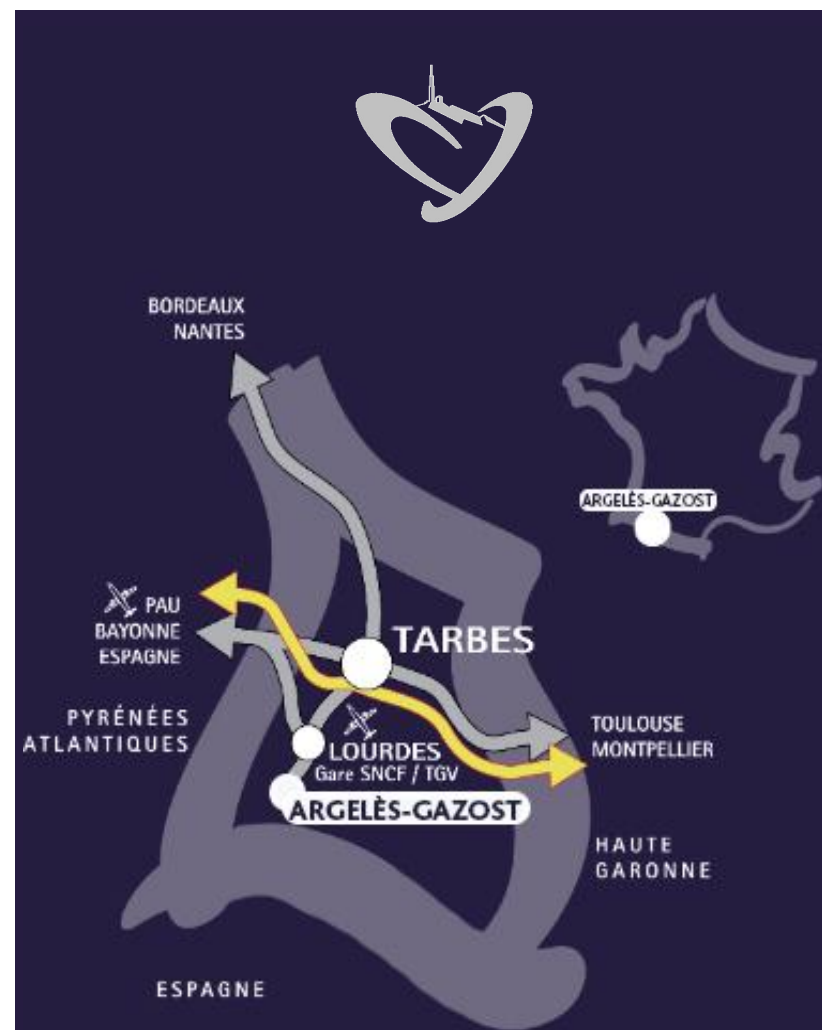 BORDEAUX
NANTES
ARGELÈS-GAZOST
PAU
BAYONNE
ESPAGNE
TARBES
PYRÉNÉES
ATLANTIQUES
TOULOUSE
MONTPELLIER
LOURDES
Gare SNCF / TGV
ARGELÈS-GAZOST
HAUTE
GARONNE
ESPAGNE